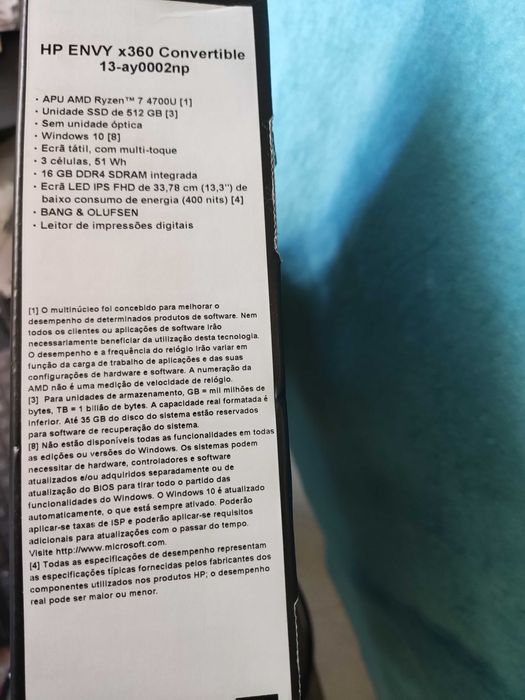 HP ENVY x360 Convertible
13-ay0002np
· APU AMD Ryzen™ 7 4700U [1]
· Unidade SSD de 512 GB [3]
· Sem unidade óptica
· Windows 10 [8]
· Ecrã tátil, com multi-toque
· 3 células, 51 Wh
· 16 GB DDR4 SDRAM integrada
· Ecrã LED IPS FHD de 33,78 cm (13,3") de
baixo consumo de energia (400 nits) [4]
· BANG & OLUFSEN
· Leitor de impressões digitais
[1] O multinúcleo foi concebido para melhorar o
desempenho de determinados produtos de software. Nem
todos os clientes ou aplicações de software irão
necessariamente beneficiar da utilização desta tecnologia.
O desempenho e a frequência do relógio irão variar em
função da carga de trabalho de aplicações e das suas
configurações de hardware e software. A numeração da
AMD não é uma medição de velocidade de relógio.
[3] Para unidades de armazenamento, GB = mil milhões de
bytes, TB = 1 bilião de bytes. A capacidade real formatada é
inferior. Até 35 GB do disco do sistema estão reservados
para software de recuperação do sistema.
[8] Não estão disponíveis todas as funcionalidades em todas
as edições ou versões do Windows. Os sistemas podem
necessitar de hardware, controladores e software
atualizados e/ou adquiridos separadamente ou de
atualização do BIOS para tirar todo o partido das
funcionalidades do Windows. O Windows 10 é atualizado
automaticamente, o que está sempre ativado. Poderão
aplicar-se taxas de ISP e poderão aplicar-se requisitos
adicionais para atualizações com o passar do tempo.
Visite http://www.microsoft.com.
[4] Todas as especificações de desempenho representam
as especificações típicas fornecidas pelos fabricantes dos
componentes utilizados nos produtos HP; o desempenho
real pode ser maior ou menor.